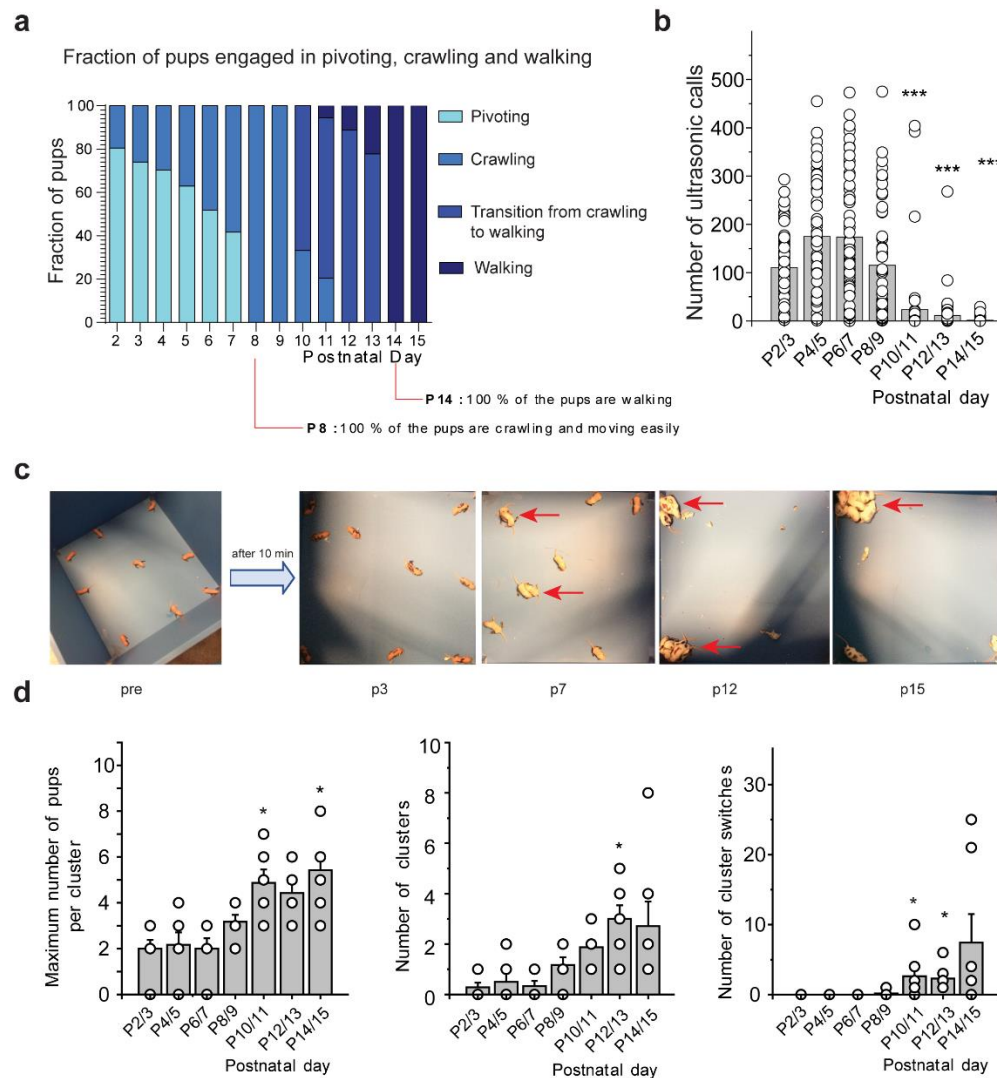 a
Fraction of pups engaged in pivoting, crawling and walking
Fraction of pups
100
80
60
40
20
0
2 3 4 5 6 7 8 9 10 11 12 13 14 15
Postnatal Day
Pivoting
Crawling
Transition from crawling
to walking
Walking
P14 : 100 % of the pups are walking
P8 : 100 % of the pups are crawling and moving easily
b
Number of ultrasonic calls
500
400
300
200
100
0
***
***
***
P2/3 P4/5 P6/7 P8/9 P10/11 P12/13 P14/15
Postnatal day
c
after 10 min
pre p3 p7 p12 p15
d
Maximum number of pups
per cluster
10
8
6
4
2
0
* *
P2/3 P4/5 P6/7 P8/9 P10/11 P12/13 P14/15
Postnatal day
Number of clusters
10
8
6
4
2
0
*
P2/3 P4/5 P6/7 P8/9 P10/11 P12/13 P14/15
Postnatal day
Number of cluster switches
30
20
10
0
* *
P2/3 P4/5 P6/7 P8/9 P10/11 P12/13 P14/15
Postnatal day